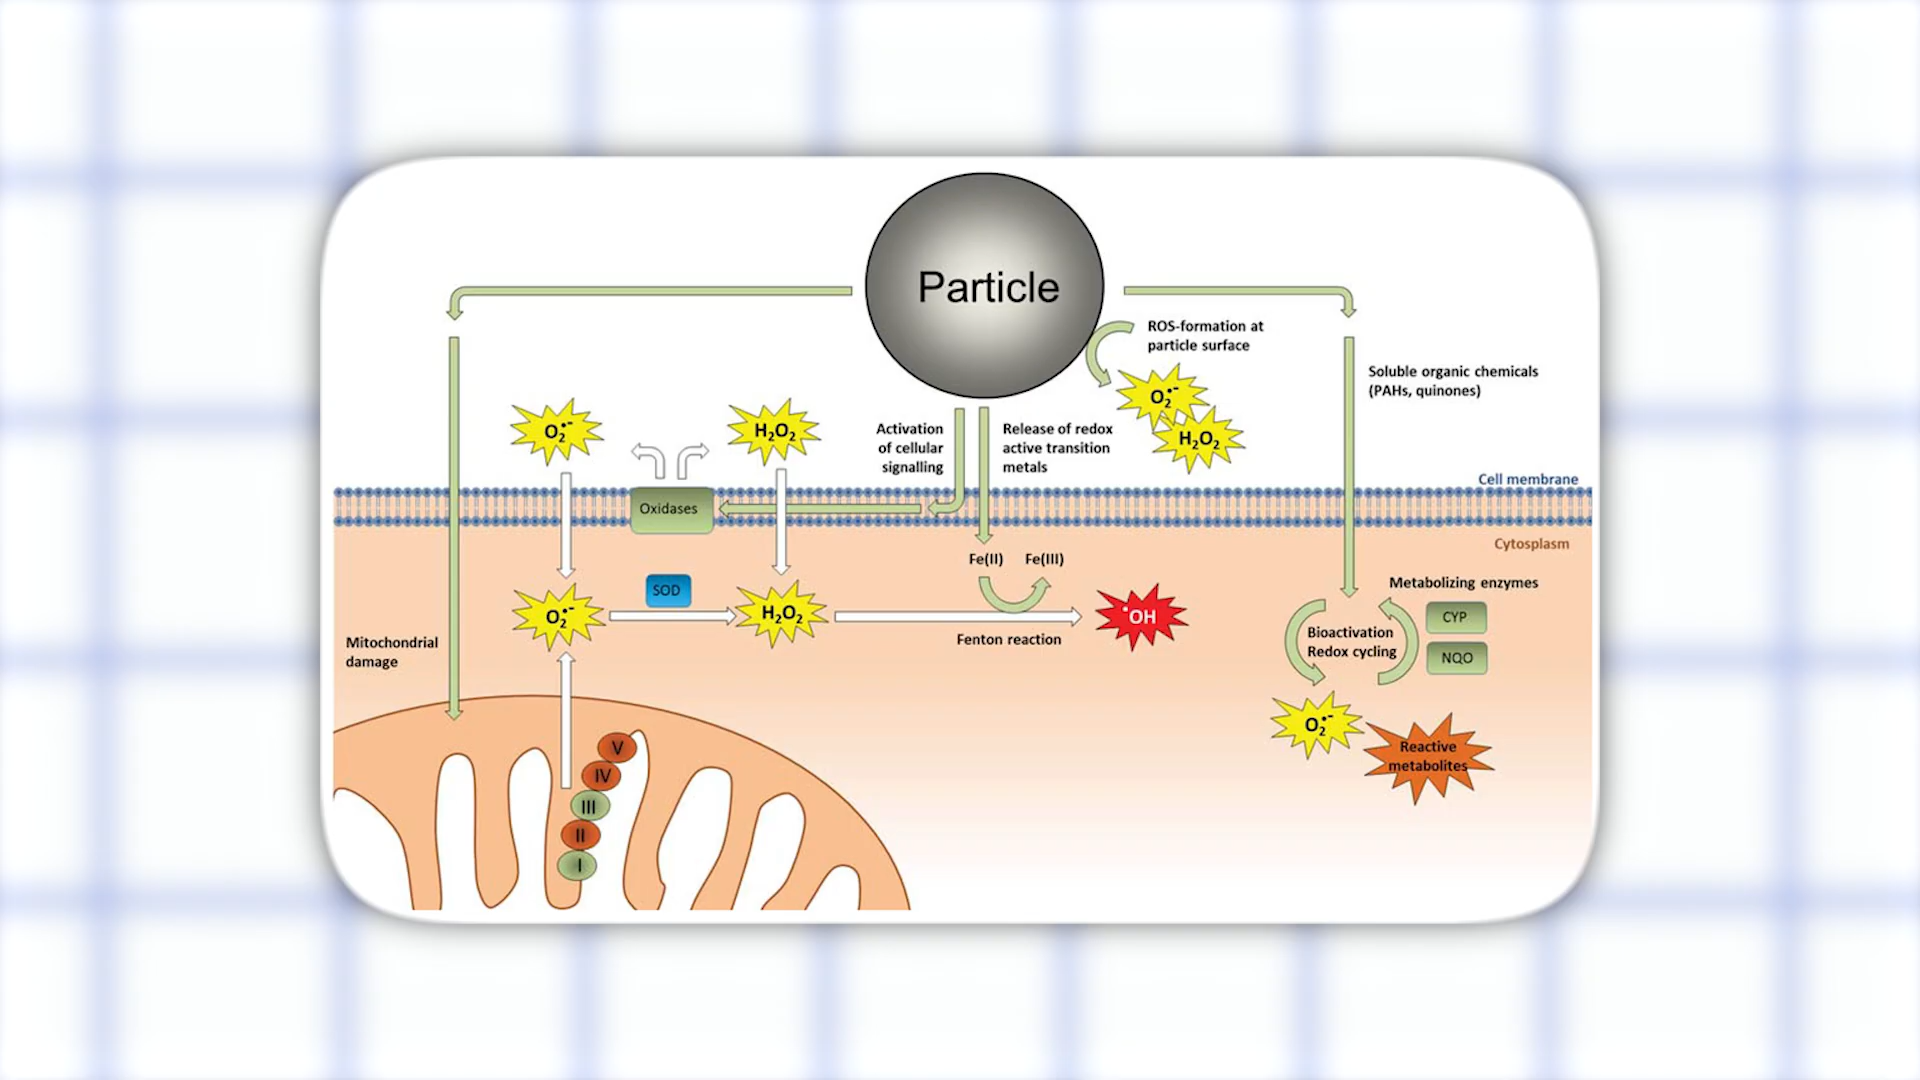 Particle
ROS-formation at
particle surface
O₂•⁻
H₂O₂
Soluble organic chemicals
(PAHs, quinones)
O₂•⁻
H₂O₂
Activation
of cellular
signalling
Release of redox
active transition
metals
Cell membrane
Oxidases
Cytoplasm
Fe(II) Fe(III)
Metabolizing enzymes
SOD
O₂•⁻
H₂O₂
•OH
Fenton reaction
CYP
Bioactivation
Redox cycling
NQO
Mitochondrial
damage
O₂•⁻
Reactive
metabolites
V
IV
III
II
I